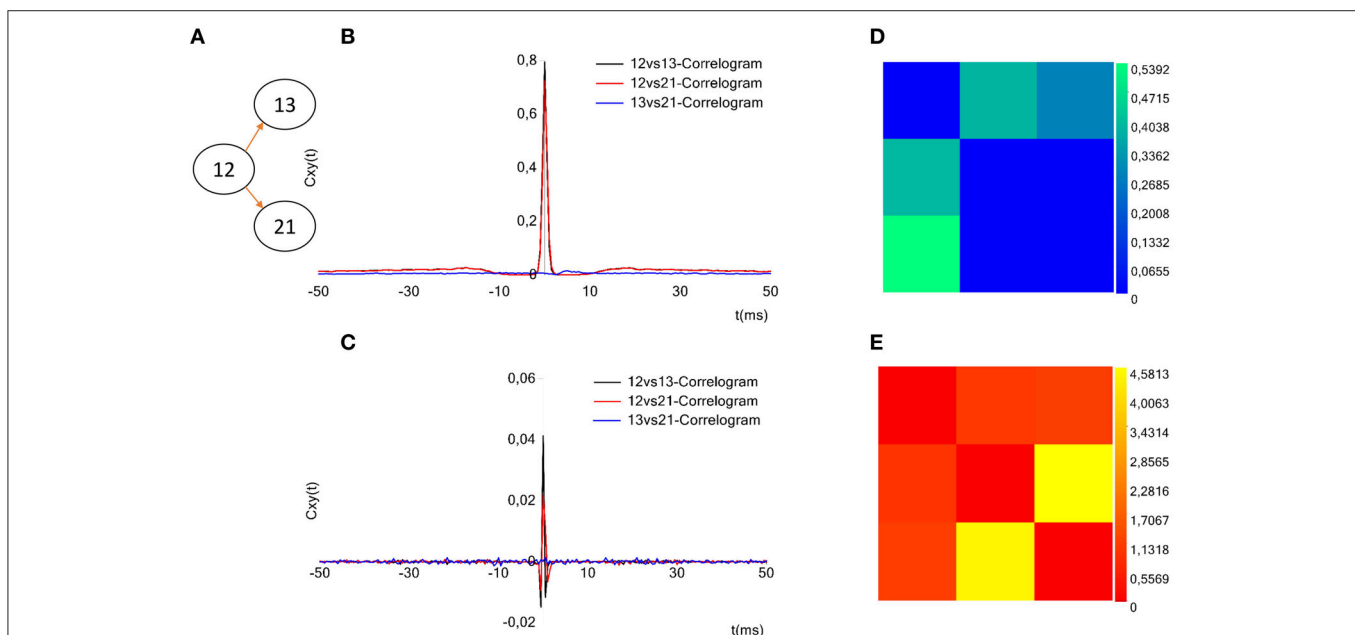 A
13
12
21
B
12vs13-Correlogram
12vs21-Correlogram
13vs21-Correlogram
Cxy(t)
0,8
0,6
0,4
0,2
0
-50
-30
-10
10
30
50
t(ms)
C
12vs13-Correlogram
12vs21-Correlogram
13vs21-Correlogram
Cxy(t)
0,06
0,04
0,02
0
-0,02
-50
-30
-10
10
30
50
t(ms)
D
0,5392
0,4715
0,4038
0,3362
0,2685
0,2008
0,1332
0,0655
0
E
4,5813
4,0063
3,4314
2,8565
2,2816
1,7067
1,1318
0,5569
0